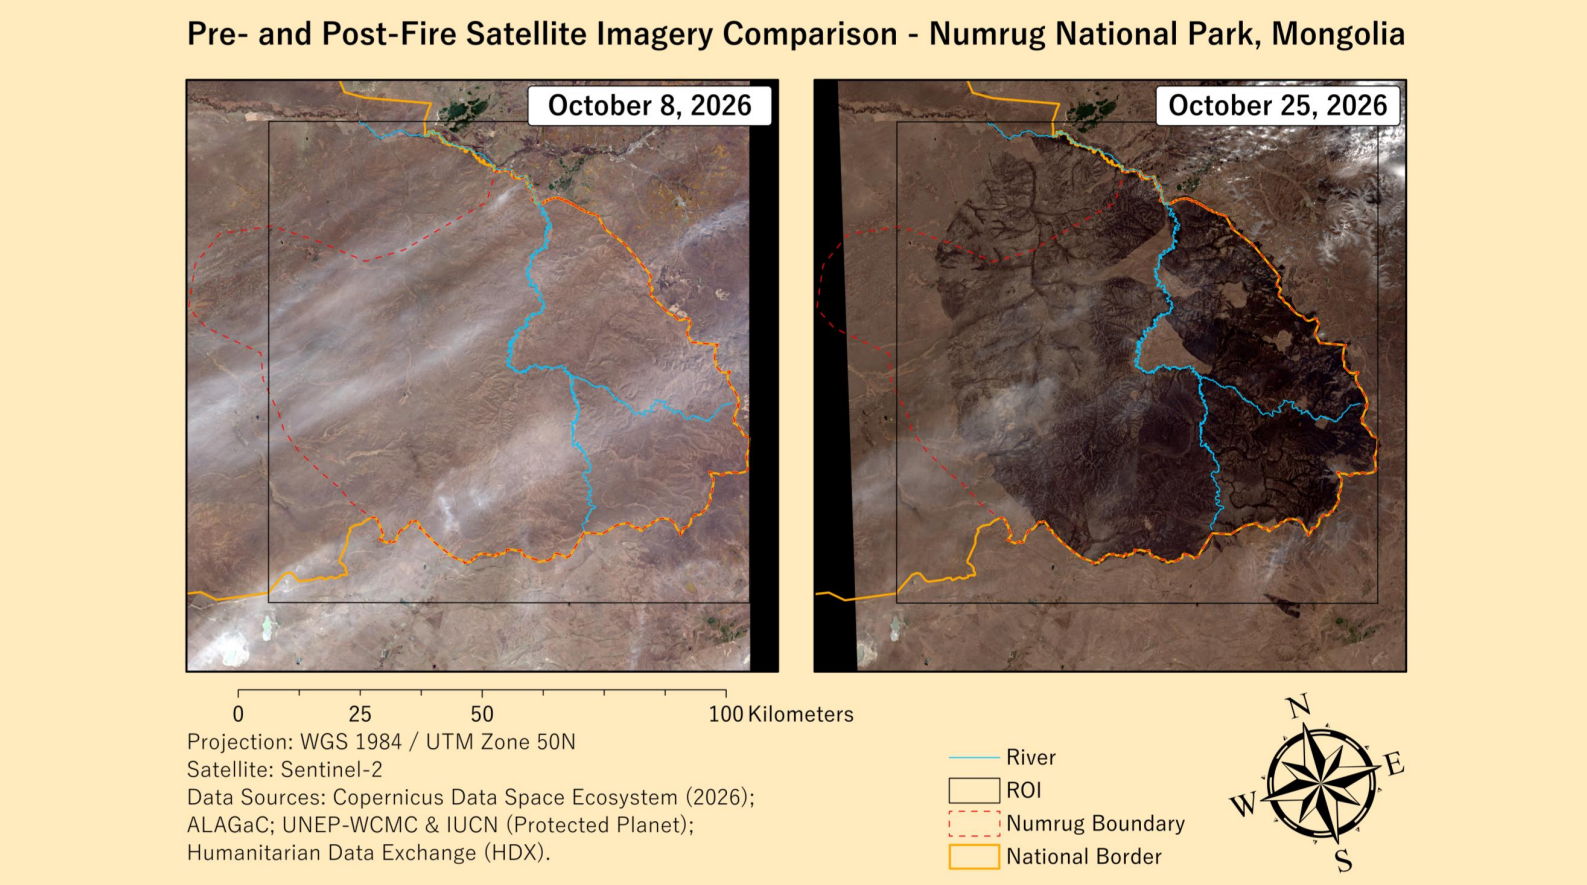 Pre- and Post-Fire Satellite Imagery Comparison - Numrug National Park, Mongolia
October 8, 2026
October 25, 2026
0 25 50 100 Kilometers
Projection: WGS 1984 / UTM Zone 50N
Satellite: Sentinel-2
Data Sources: Copernicus Data Space Ecosystem (2026);
ALAGaC; UNEP-WCMC & IUCN (Protected Planet);
Humanitarian Data Exchange (HDX).
River
ROI
Numrug Boundary
National Border
N
E
W
S